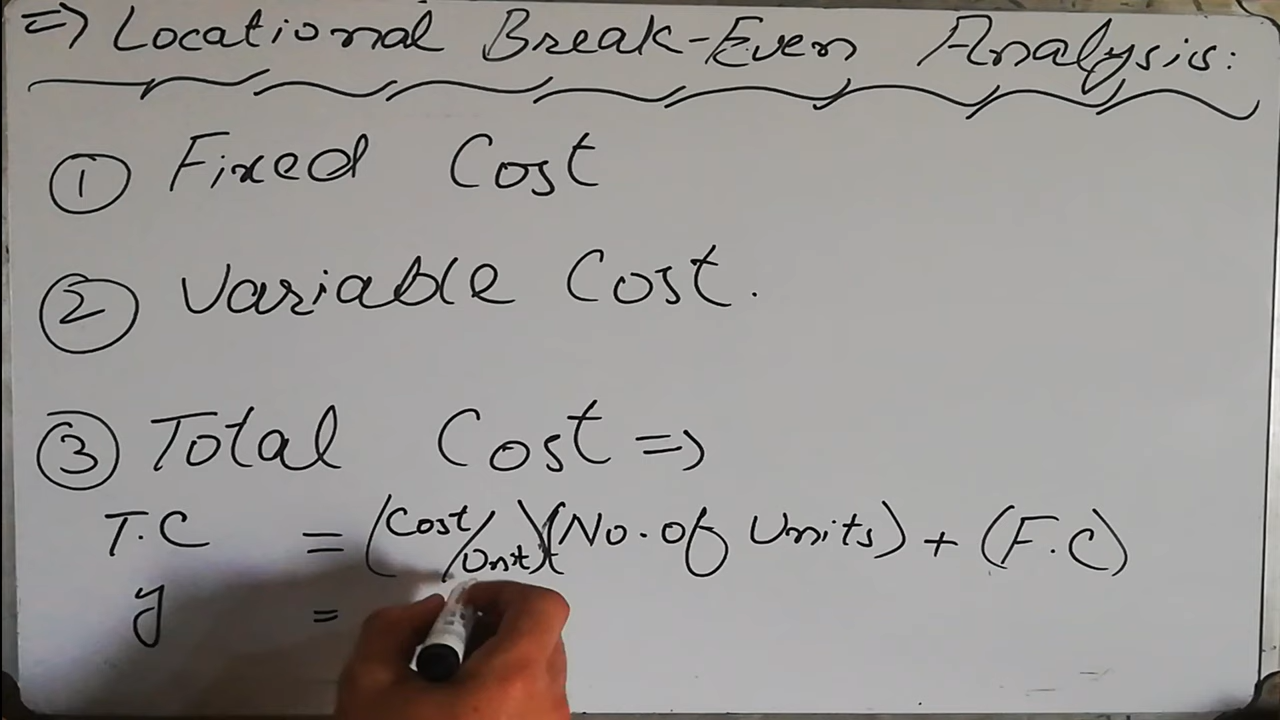 => Locational Break-Even Analysis:
① Fixed Cost
② Variable Cost.
③ Total Cost =>
T.C = (Cost/Unit)(No. of Units) + (F.C)
y =